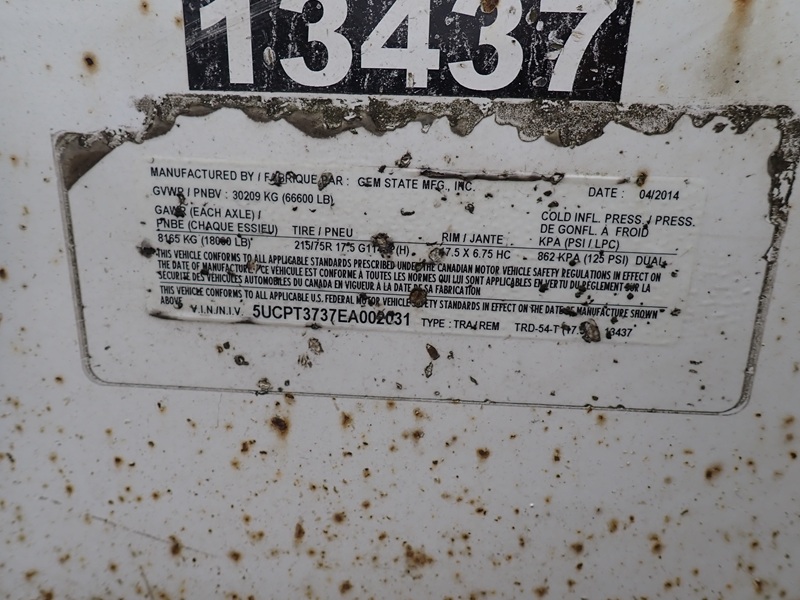 13437
MANUFACTURED BY / FABRIQUE PAR : GEM STATE MFG., INC. DATE : 04/2014
GVWR / PNBV : 30209 KG (66600 LB)
GAWR (EACH AXLE) / COLD INFL. PRESS./ PRESS.
PNBE (CHAQUE ESSIEU) TIRE / PNEU RIM / JANTE DE GONFL. À FROID
KPA (PSI / LPC)
8165 KG (18000 LB) 215/75R 17.5 (H) 17.5 X 6.75 HC 862 KPA (125 PSI) DUAL
THIS VEHICLE CONFORMS TO ALL APPLICABLE STANDARDS PRESCRIBED UNDER THE CANADIAN MOTOR VEHICLE SAFETY REGULATIONS IN EFFECT ON
THE DATE OF MANUFACTURE / CE VEHICULE EST CONFORME À TOUTES LES NORMES QUI LUI SONT APPLICABLES EN VERTU DU RÈGLEMENT SUR LA
SÉCURITÉ DES VÉHICULES AUTOMOBILES DU CANADA EN VIGUEUR À LA DATE DE SA FABRICATION
THIS VEHICLE CONFORMS TO ALL APPLICABLE U.S. FEDERAL MOTOR VEHICLE SAFETY STANDARDS IN EFFECT ON THE DATE OF MANUFACTURE SHOWN
ABOVE
V.I.N./N.I.V. 5UCPT3737EA002031 TYPE : TRA / REM TRD-54-T 13437